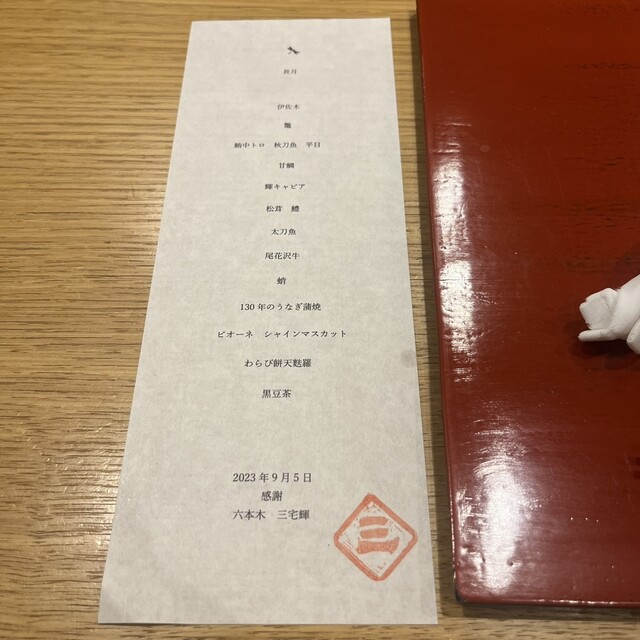 長月
伊佐木
鮑
鮪中トロ 秋刀魚 平目
甘鯛
輝キャビア
松茸 鱧
太刀魚
尾花沢牛
蛸
130年のうなぎ蒲焼
ピオーネ シャインマスカット
わらび餅天麩羅
黒豆茶
2023年9月5日
感謝
六本木 三宅輝
三